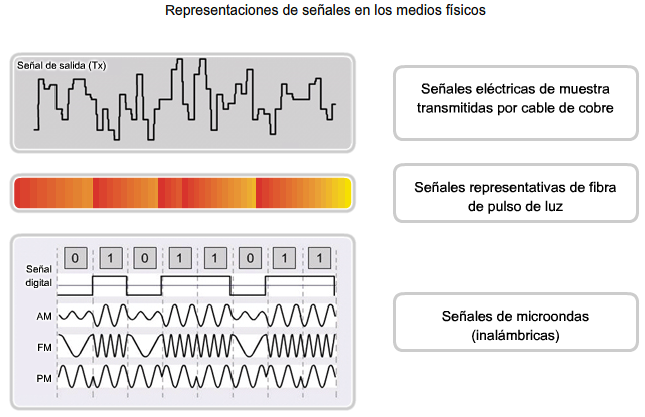 Representaciones de señales en los medios físicos
Señal de salida (Tx)
Señales eléctricas de muestra
transmitidas por cable de cobre
Señales representativas de fibra
de pulso de luz
0 1 0 1 1 0 1 1
Señal
digital
AM
FM
PM
Señales de microondas
(inalámbricas)